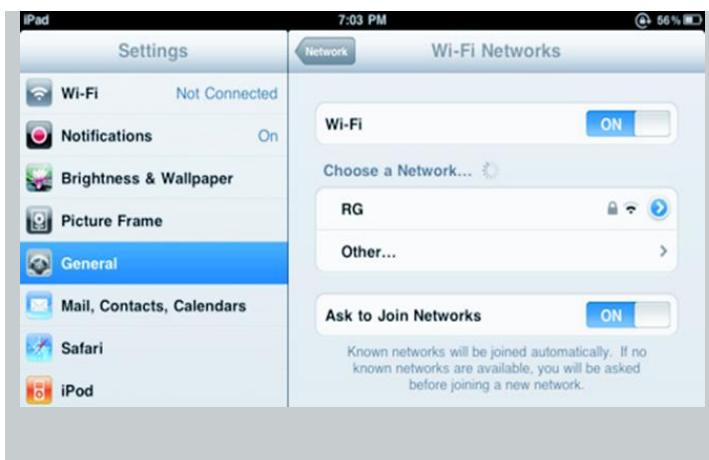 iPad 7:03 PM 56%
Settings
Network Wi-Fi Networks
Wi-Fi Not Connected
Notifications On
Brightness & Wallpaper
Picture Frame
General
Mail, Contacts, Calendars
Safari
iPod
Wi-Fi ON
Choose a Network...
RG
Other...
Ask to Join Networks ON
Known networks will be joined automatically. If no
known networks are available, you will be asked
before joining a new network.